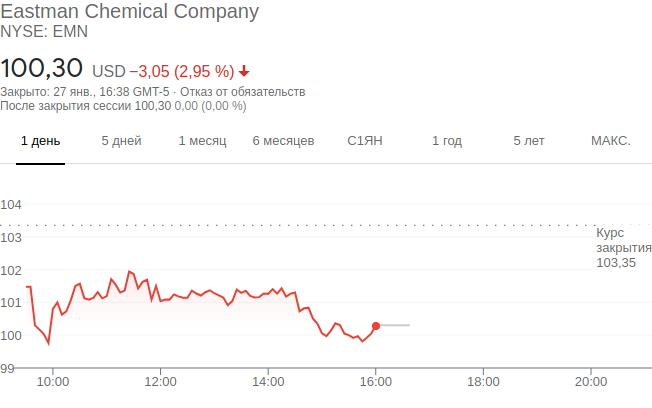 Eastman Chemical Company
NYSE: EMN
100,30 USD −3,05 (2,95 %)
Закрыто: 27 янв., 16:38 GMT-5 · Отказ от обязательств
После закрытия сессии 100,30 0,00 (0,00 %)
1 день 5 дней 1 месяц 6 месяцев С1ЯН 1 год 5 лет МАКС.
104
Курс
103
закрытия
103,35
102
101
100
99
10:00 12:00 14:00 16:00 18:00 20:00